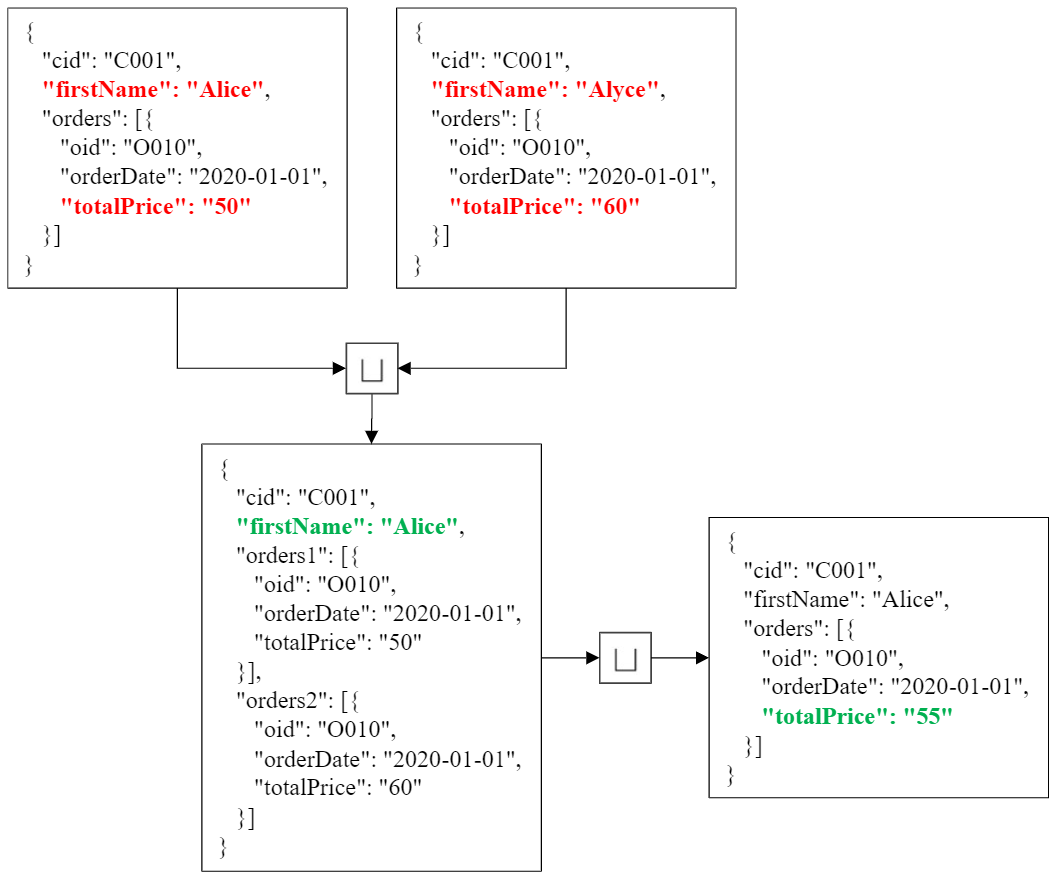 {
"cid": "C001",
"firstName": "Alice",
"orders": [{
"oid": "O010",
"orderDate": "2020-01-01",
"totalPrice": "50"
}]
}
{
"cid": "C001",
"firstName": "Alyce",
"orders": [{
"oid": "O010",
"orderDate": "2020-01-01",
"totalPrice": "60"
}]
}
⊔
{
"cid": "C001",
"firstName": "Alice",
"orders1": [{
"oid": "O010",
"orderDate": "2020-01-01",
"totalPrice": "50"
}],
"orders2": [{
"oid": "O010",
"orderDate": "2020-01-01",
"totalPrice": "60"
}]
}
⊔
{
"cid": "C001",
"firstName": "Alice",
"orders": [{
"oid": "O010",
"orderDate": "2020-01-01",
"totalPrice": "55"
}]
}